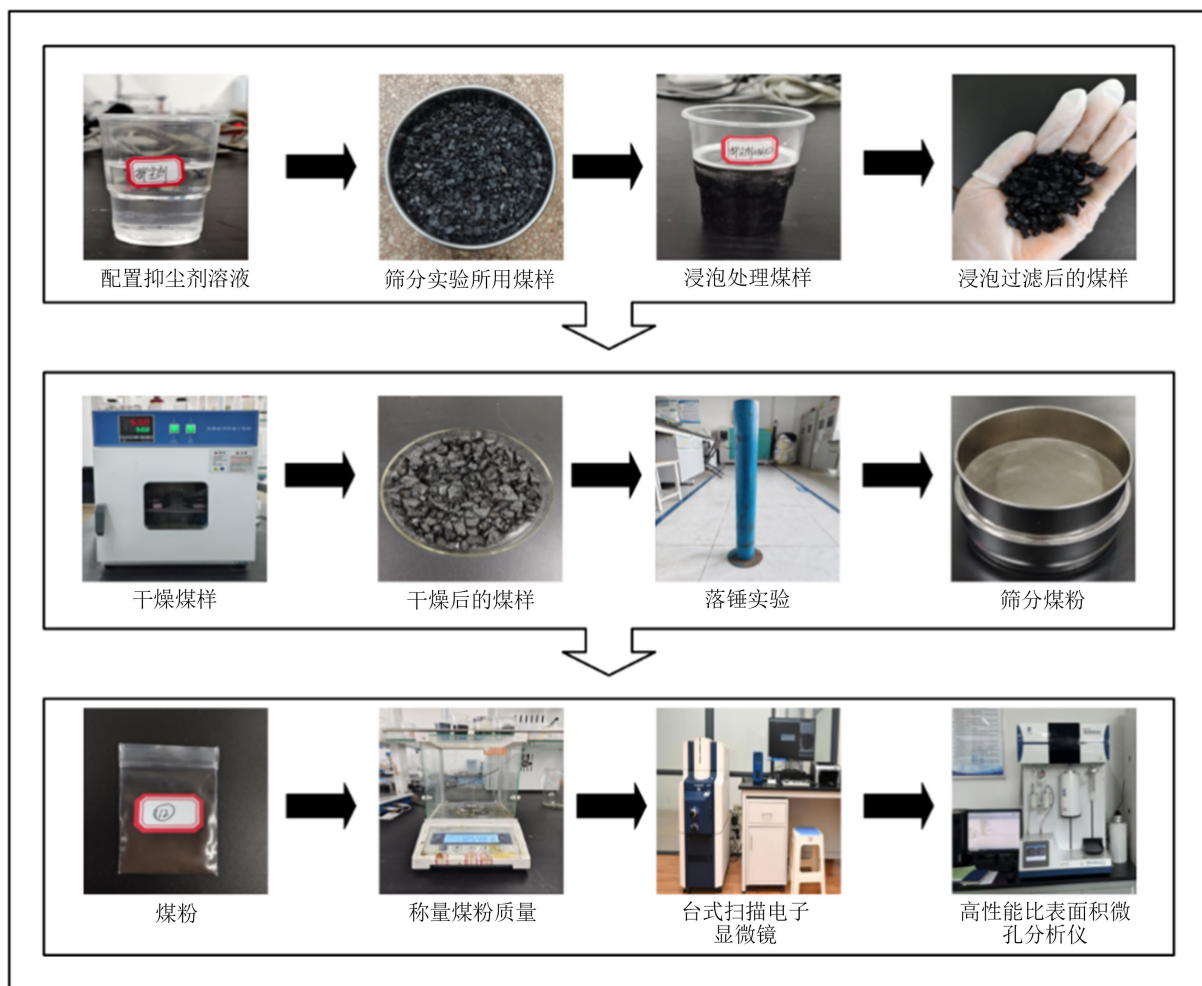 抑尘剂
配置抑尘剂溶液
筛分实验所用煤样
浸泡处理煤样
浸泡过滤后的煤样
干燥煤样
干燥后的煤样
落锤实验
筛分煤粉
⑫
煤粉
称量煤粉质量
台式扫描电子
显微镜
高性能比表面积微
孔分析仪